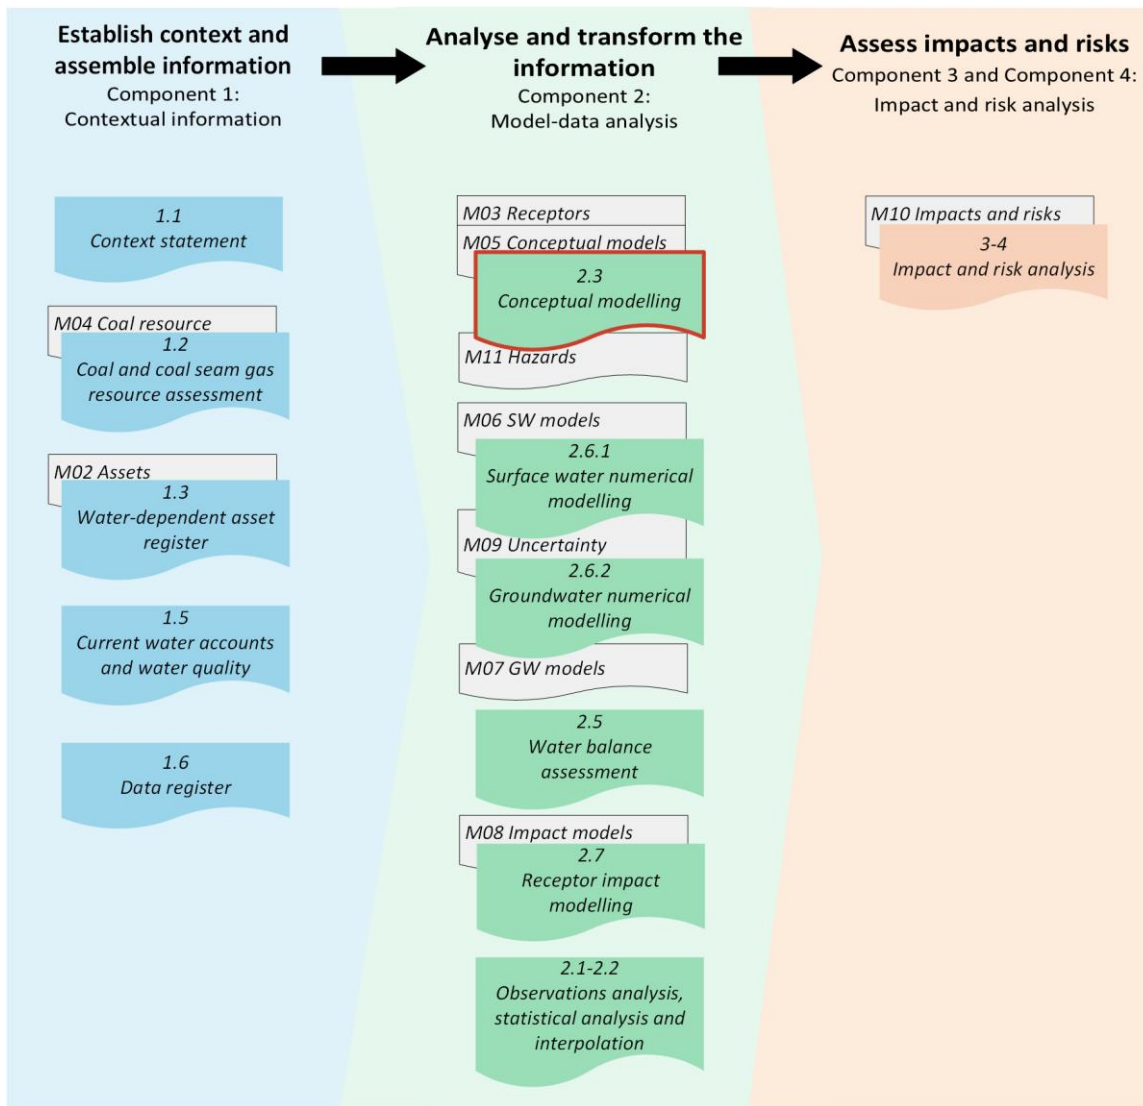 Establish context and
assemble information
Component 1:
Contextual information
1.1
Context statement
M04 Coal resource
1.2
Coal and coal seam gas
resource assessment
M02 Assets
1.3
Water-dependent asset
register
1.5
Current water accounts
and water quality
1.6
Data register
Analyse and transform the
information
Component 2:
Model-data analysis
M03 Receptors
M05 Conceptual models
2.3
Conceptual modelling
M11 Hazards
M06 SW models
2.6.1
Surface water numerical
modelling
M09 Uncertainty
2.6.2
Groundwater numerical
modelling
M07 GW models
2.5
Water balance
assessment
M08 Impact models
2.7
Receptor impact
modelling
2.1-2.2
Observations analysis,
statistical analysis and
interpolation
Assess impacts and risks
Component 3 and Component 4:
Impact and risk analysis
M10 Impacts and risks
3-4
Impact and risk analysis